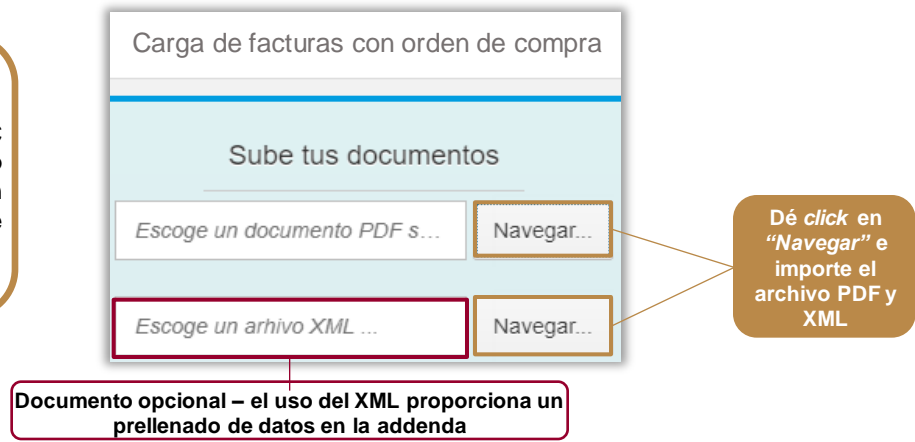 Carga de facturas con orden de compra
Sube tus documentos
Escoge un documento PDF s...
Navegar...
Escoge un arhivo XML ...
Navegar...
Dé click en
"Navegar" e
importe el
archivo PDF y
XML
Documento opcional – el uso del XML proporciona un
prellenado de datos en la addenda